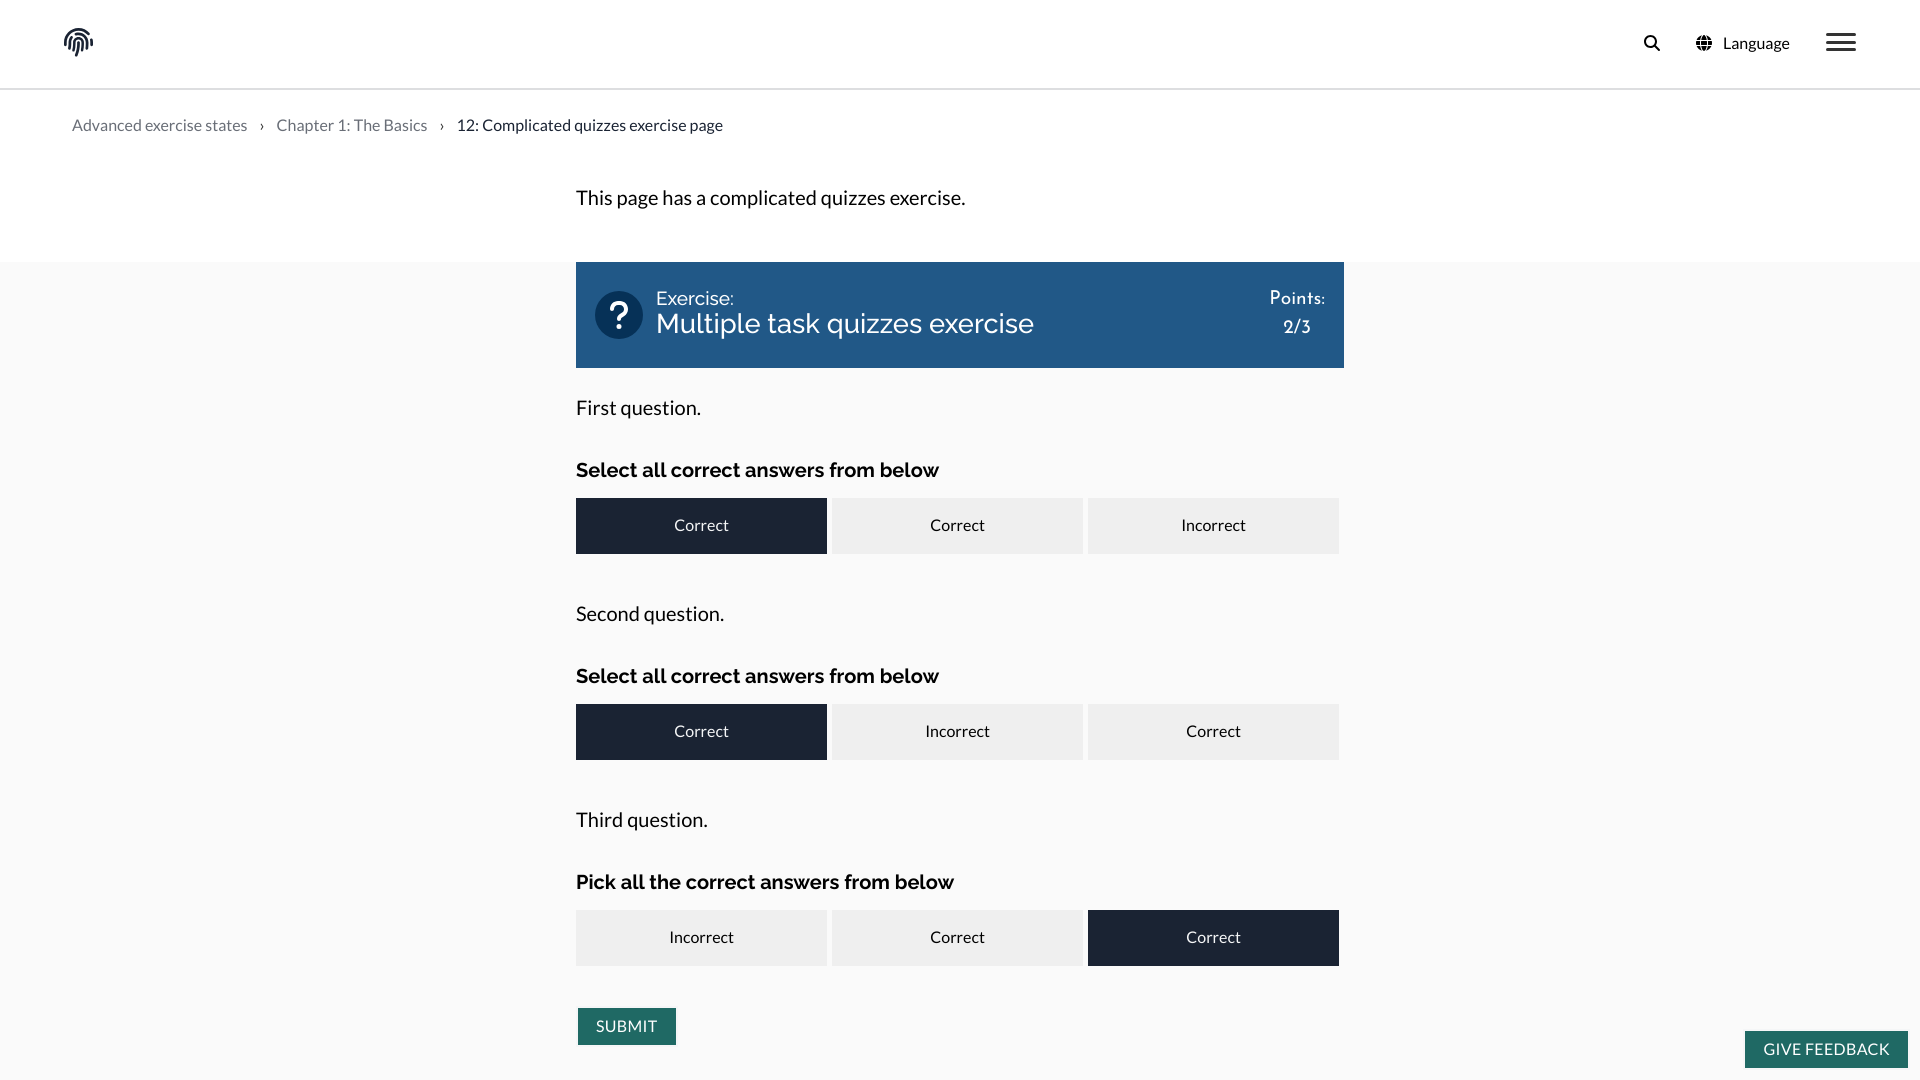 Language
Advanced exercise states › Chapter 1: The Basics › 12: Complicated quizzes exercise page
This page has a complicated quizzes exercise.
?
Exercise:
Multiple task quizzes exercise
Points:
2/3
First question.
Select all correct answers from below
Correct Correct Incorrect
Second question.
Select all correct answers from below
Correct Incorrect Correct
Third question.
Pick all the correct answers from below
Incorrect Correct Correct
SUBMIT
GIVE FEEDBACK